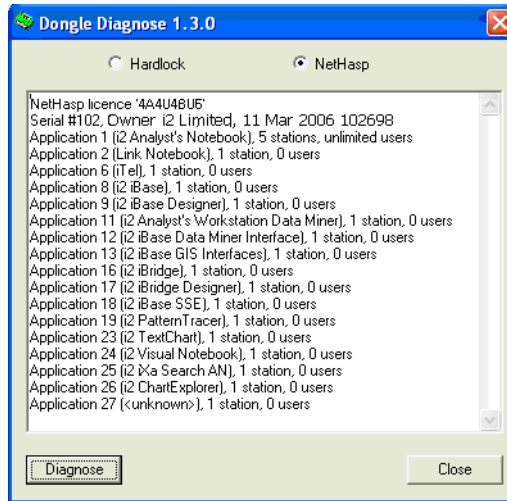 Dongle Diagnose 1.3.0
Hardlock
NetHasp
NetHasp licence '4A4U4BU5'
Serial #102, Owner i2 Limited, 11 Mar 2006 102698
Application 1 (i2 Analyst's Notebook), 5 stations, unlimited users
Application 2 (Link Notebook), 1 station, 0 users
Application 6 (iTel), 1 station, 0 users
Application 8 (i2 iBase), 1 station, 0 users
Application 9 (i2 iBase Designer), 1 station, 0 users
Application 11 (i2 Analyst's Workstation Data Miner), 1 station, 0 users
Application 12 (i2 iBase Data Miner Interface), 1 station, 0 users
Application 13 (i2 iBase GIS Interfaces), 1 station, 0 users
Application 16 (i2 iBridge), 1 station, 0 users
Application 17 (i2 iBridge Designer), 1 station, 0 users
Application 18 (i2 iBase SSE), 1 station, 0 users
Application 19 (i2 PatternTracer), 1 station, 0 users
Application 23 (i2 TextChart), 1 station, 0 users
Application 24 (i2 Visual Notebook), 1 station, 0 users
Application 25 (i2 iXa Search AN), 1 station, 0 users
Application 26 (i2 ChartExplorer), 1 station, 0 users
Application 27 (<unknown>), 1 station, 0 users
Diagnose
Close